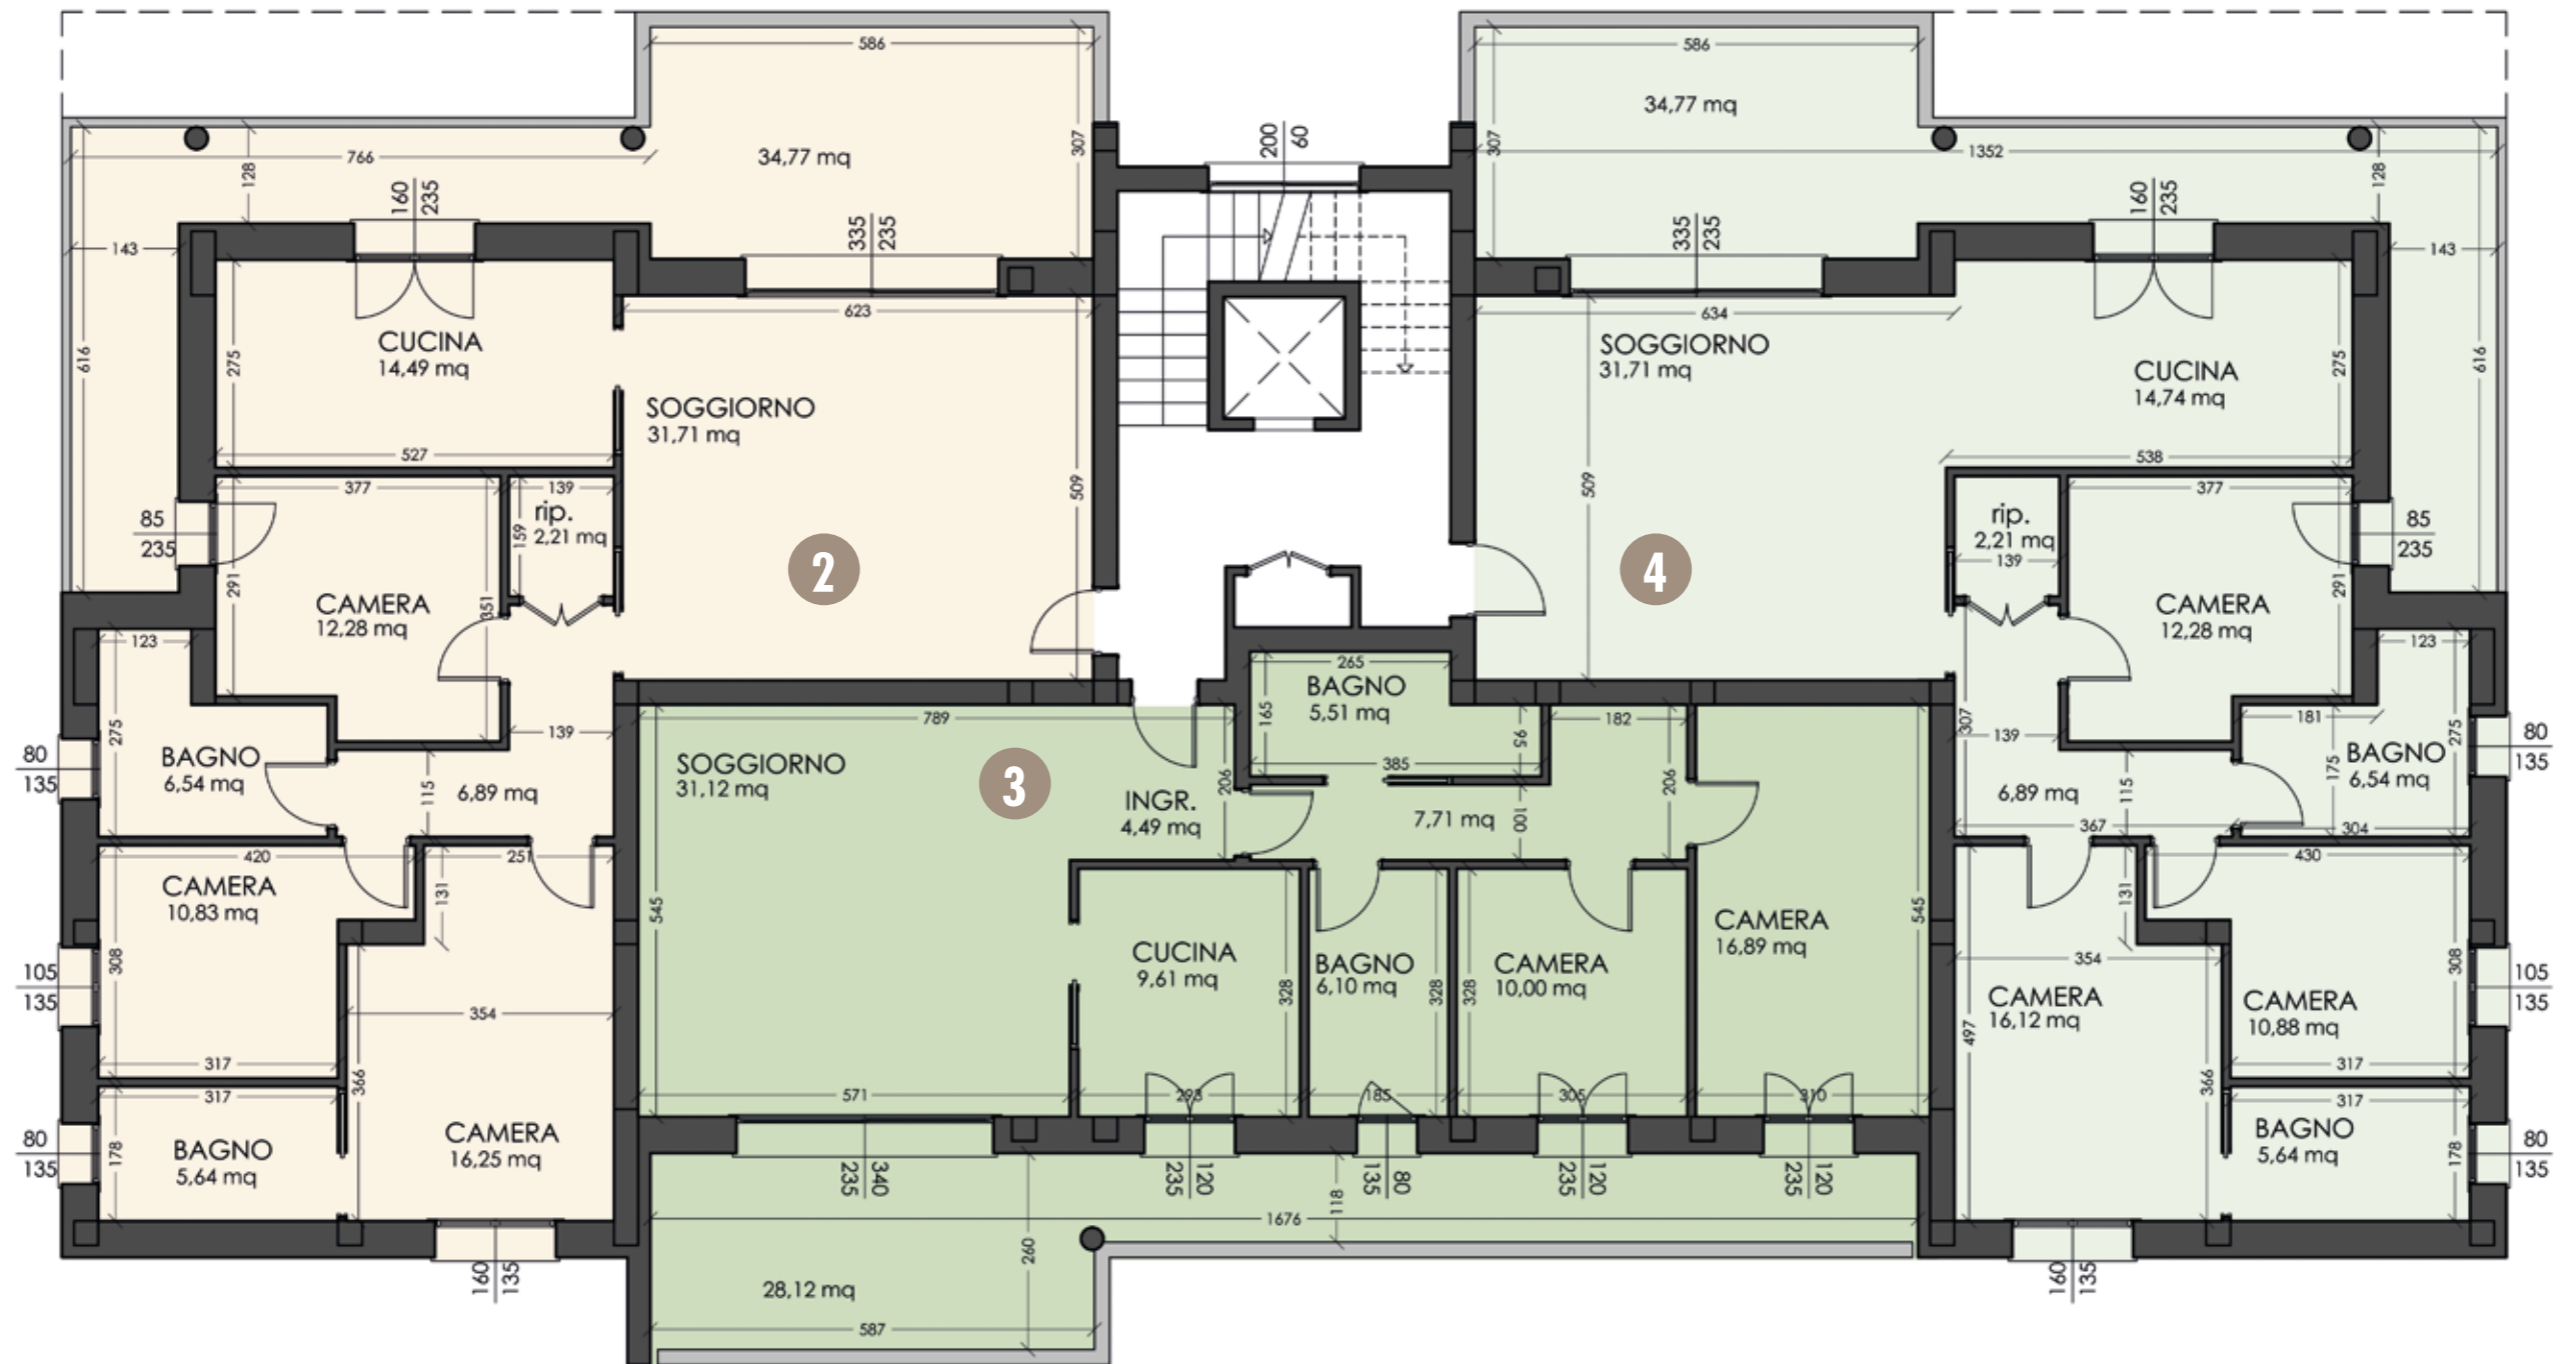 586
586
34,77 mq
766
128
307
34,77 mq
200
60
307
1352
128
160
235
335
235
335
235
160
235
143
143
616
275
CUCINA
14,49 mq
623
SOGGIORNO
31,71 mq
634
SOGGIORNO
31,71 mq
CUCINA
14,74 mq
275
616
527
509
509
538
377
139
rip.
2,21 mq
159
85
235
291
351
CAMERA
12,28 mq
2
4
rip.
2,21 mq
139
377
85
235
291
CAMERA
12,28 mq
123
275
BAGNO
6,54 mq
80
135
139
115
6,89 mq
789
SOGGIORNO
31,12 mq
3
INGR.
4,49 mq
206
265
BAGNO
5,51 mq
165
95
385
7,71 mq
100
182
206
307
139
6,89 mq
115
367
123
181
175
275
BAGNO
6,54 mq
304
80
135
420
CAMERA
10,83 mq
251
131
308
105
135
317
354
366
545
CUCINA
9,61 mq
328
BAGNO
6,10 mq
328
328
CAMERA
10,00 mq
CAMERA
16,89 mq
545
430
131
354
CAMERA
16,12 mq
497
366
CAMERA
10,88 mq
308
105
135
317
317
BAGNO
5,64 mq
178
80
135
CAMERA
16,25 mq
571
293
185
305
310
317
BAGNO
5,64 mq
178
80
135
340
235
120
235
80
135
120
235
120
235
118
1676
260
160
135
28,12 mq
587
160
135